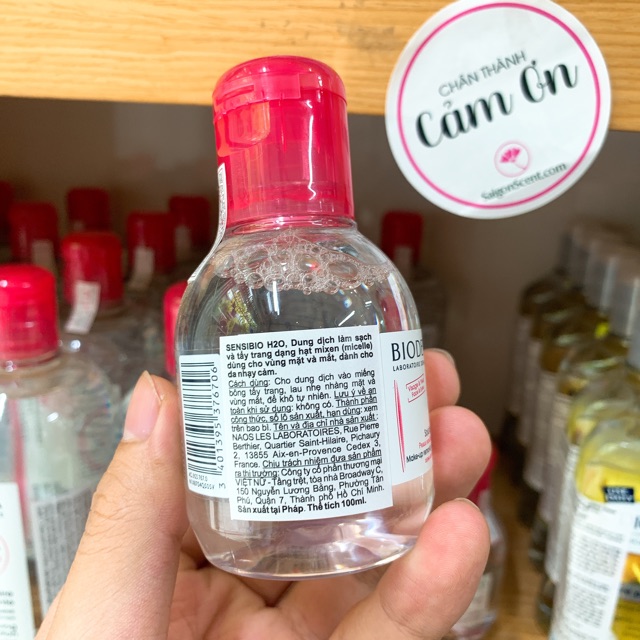 CHÂN THÀNH
Cảm Ơn
SaigonScent.com
SENSIBIO H2O, Dung dịch làm sạch
và tẩy trang dạng hạt mixen (micelle)
dùng cho vùng mặt và mắt, dành cho
da nhạy cảm.
Cách dùng: Cho dung dịch vào miếng
bông tẩy trang, lau nhẹ nhàng mặt và
vùng mắt, để khô tự nhiên. Lưu ý về an
toàn khi sử dụng: không có. Thành phần
công thức, số lô sản xuất, hạn dùng: xem
trên bao bì. Tên và địa chỉ nhà sản xuất:
NAOS LES LABORATOIRES, Rue Pierre
Berthier, Quartier Saint-Hilaire, Pichaury
2, 13855 Aix-en-Provence Cedex 3,
France. Chịu trách nhiệm đưa sản phẩm
ra thị trường: Công ty cổ phần thương mại
VIỆT NỮ - Tầng trệt, tòa nhà Broadway C,
150 Nguyễn Lương Bằng, Phường Tân
Phú, Quận 7, Thành phố Hồ Chí Minh.
Sản xuất tại Pháp. Thể tích 100ml.
3 401395 376706
BIOD
LABORATOIRE